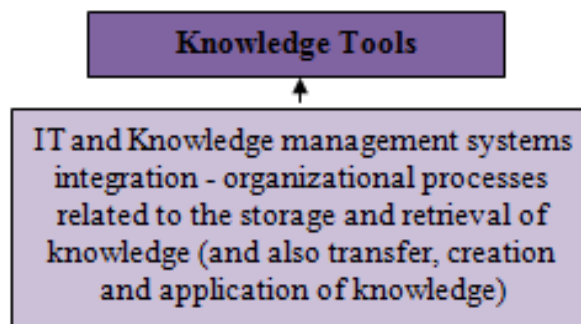 Knowledge Tools
IT and Knowledge management systems
integration - organizational processes
related to the storage and retrieval of
knowledge (and also transfer, creation
and application of knowledge)